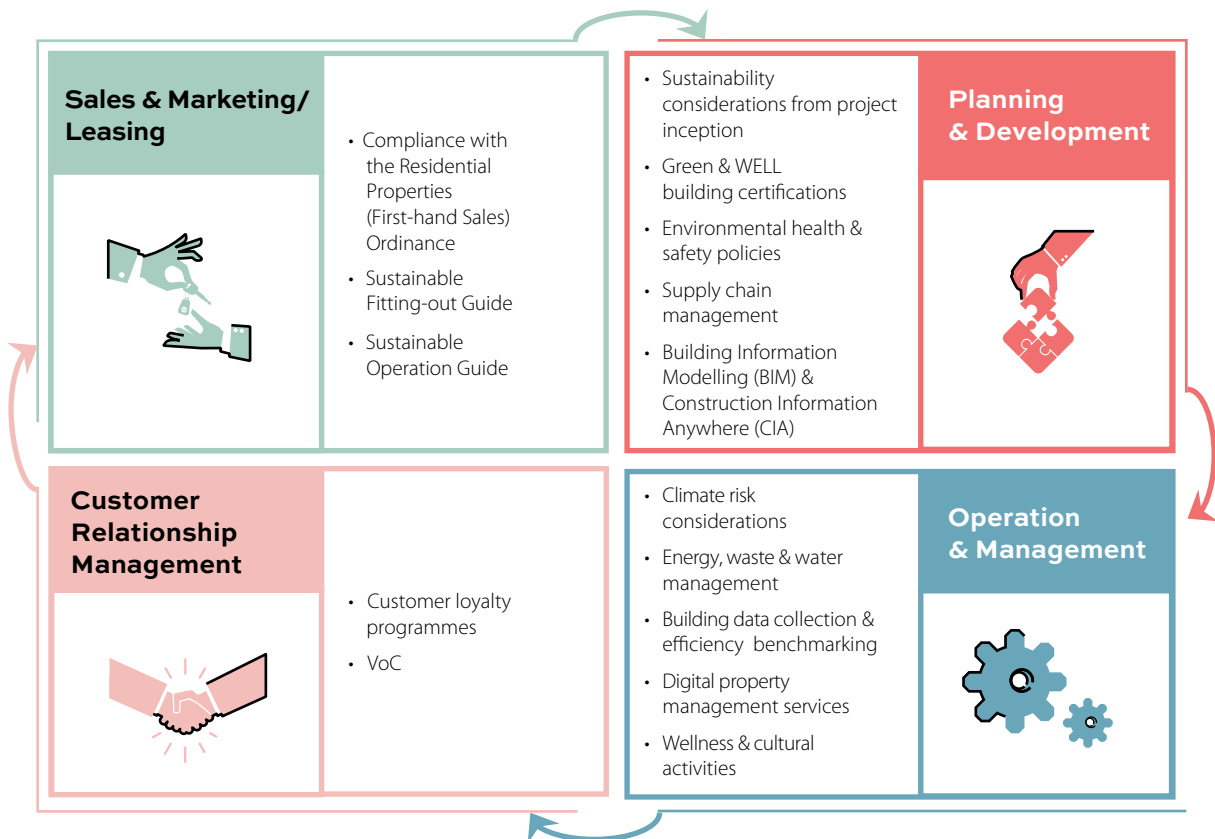 Sales & Marketing/
Leasing
• Compliance with
the Residential
Properties
(First-hand Sales)
Ordinance
• Sustainable
Fitting-out Guide
• Sustainable
Operation Guide
• Sustainability
considerations from project
inception
• Green & WELL
building certifications
• Environmental health &
safety policies
• Supply chain
management
• Building Information
Modelling (BIM) &
Construction Information
Anywhere (CIA)
Planning
& Development
Customer
Relationship
Management
• Customer loyalty
programmes
• VoC
• Climate risk
considerations
• Energy, waste & water
management
• Building data collection &
efficiency benchmarking
• Digital property
management services
• Wellness & cultural
activities
Operation
& Management